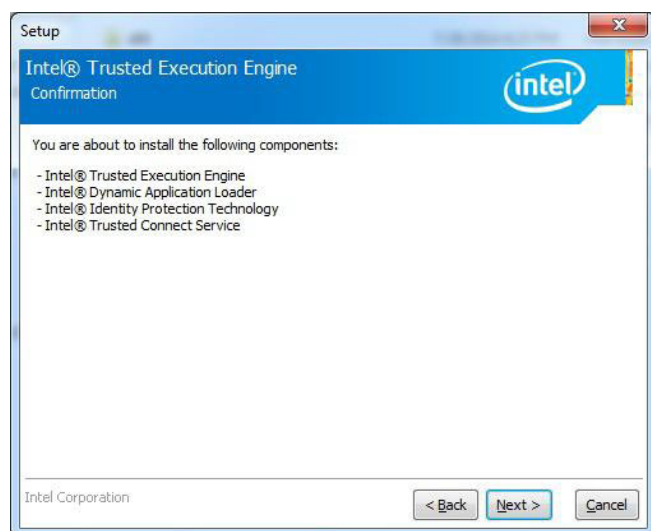 Setup
Intel® Trusted Execution Engine
Confirmation
intel
You are about to install the following components:
- Intel® Trusted Execution Engine
- Intel® Dynamic Application Loader
- Intel® Identity Protection Technology
- Intel® Trusted Connect Service
Intel Corporation
< Back
Next >
Cancel